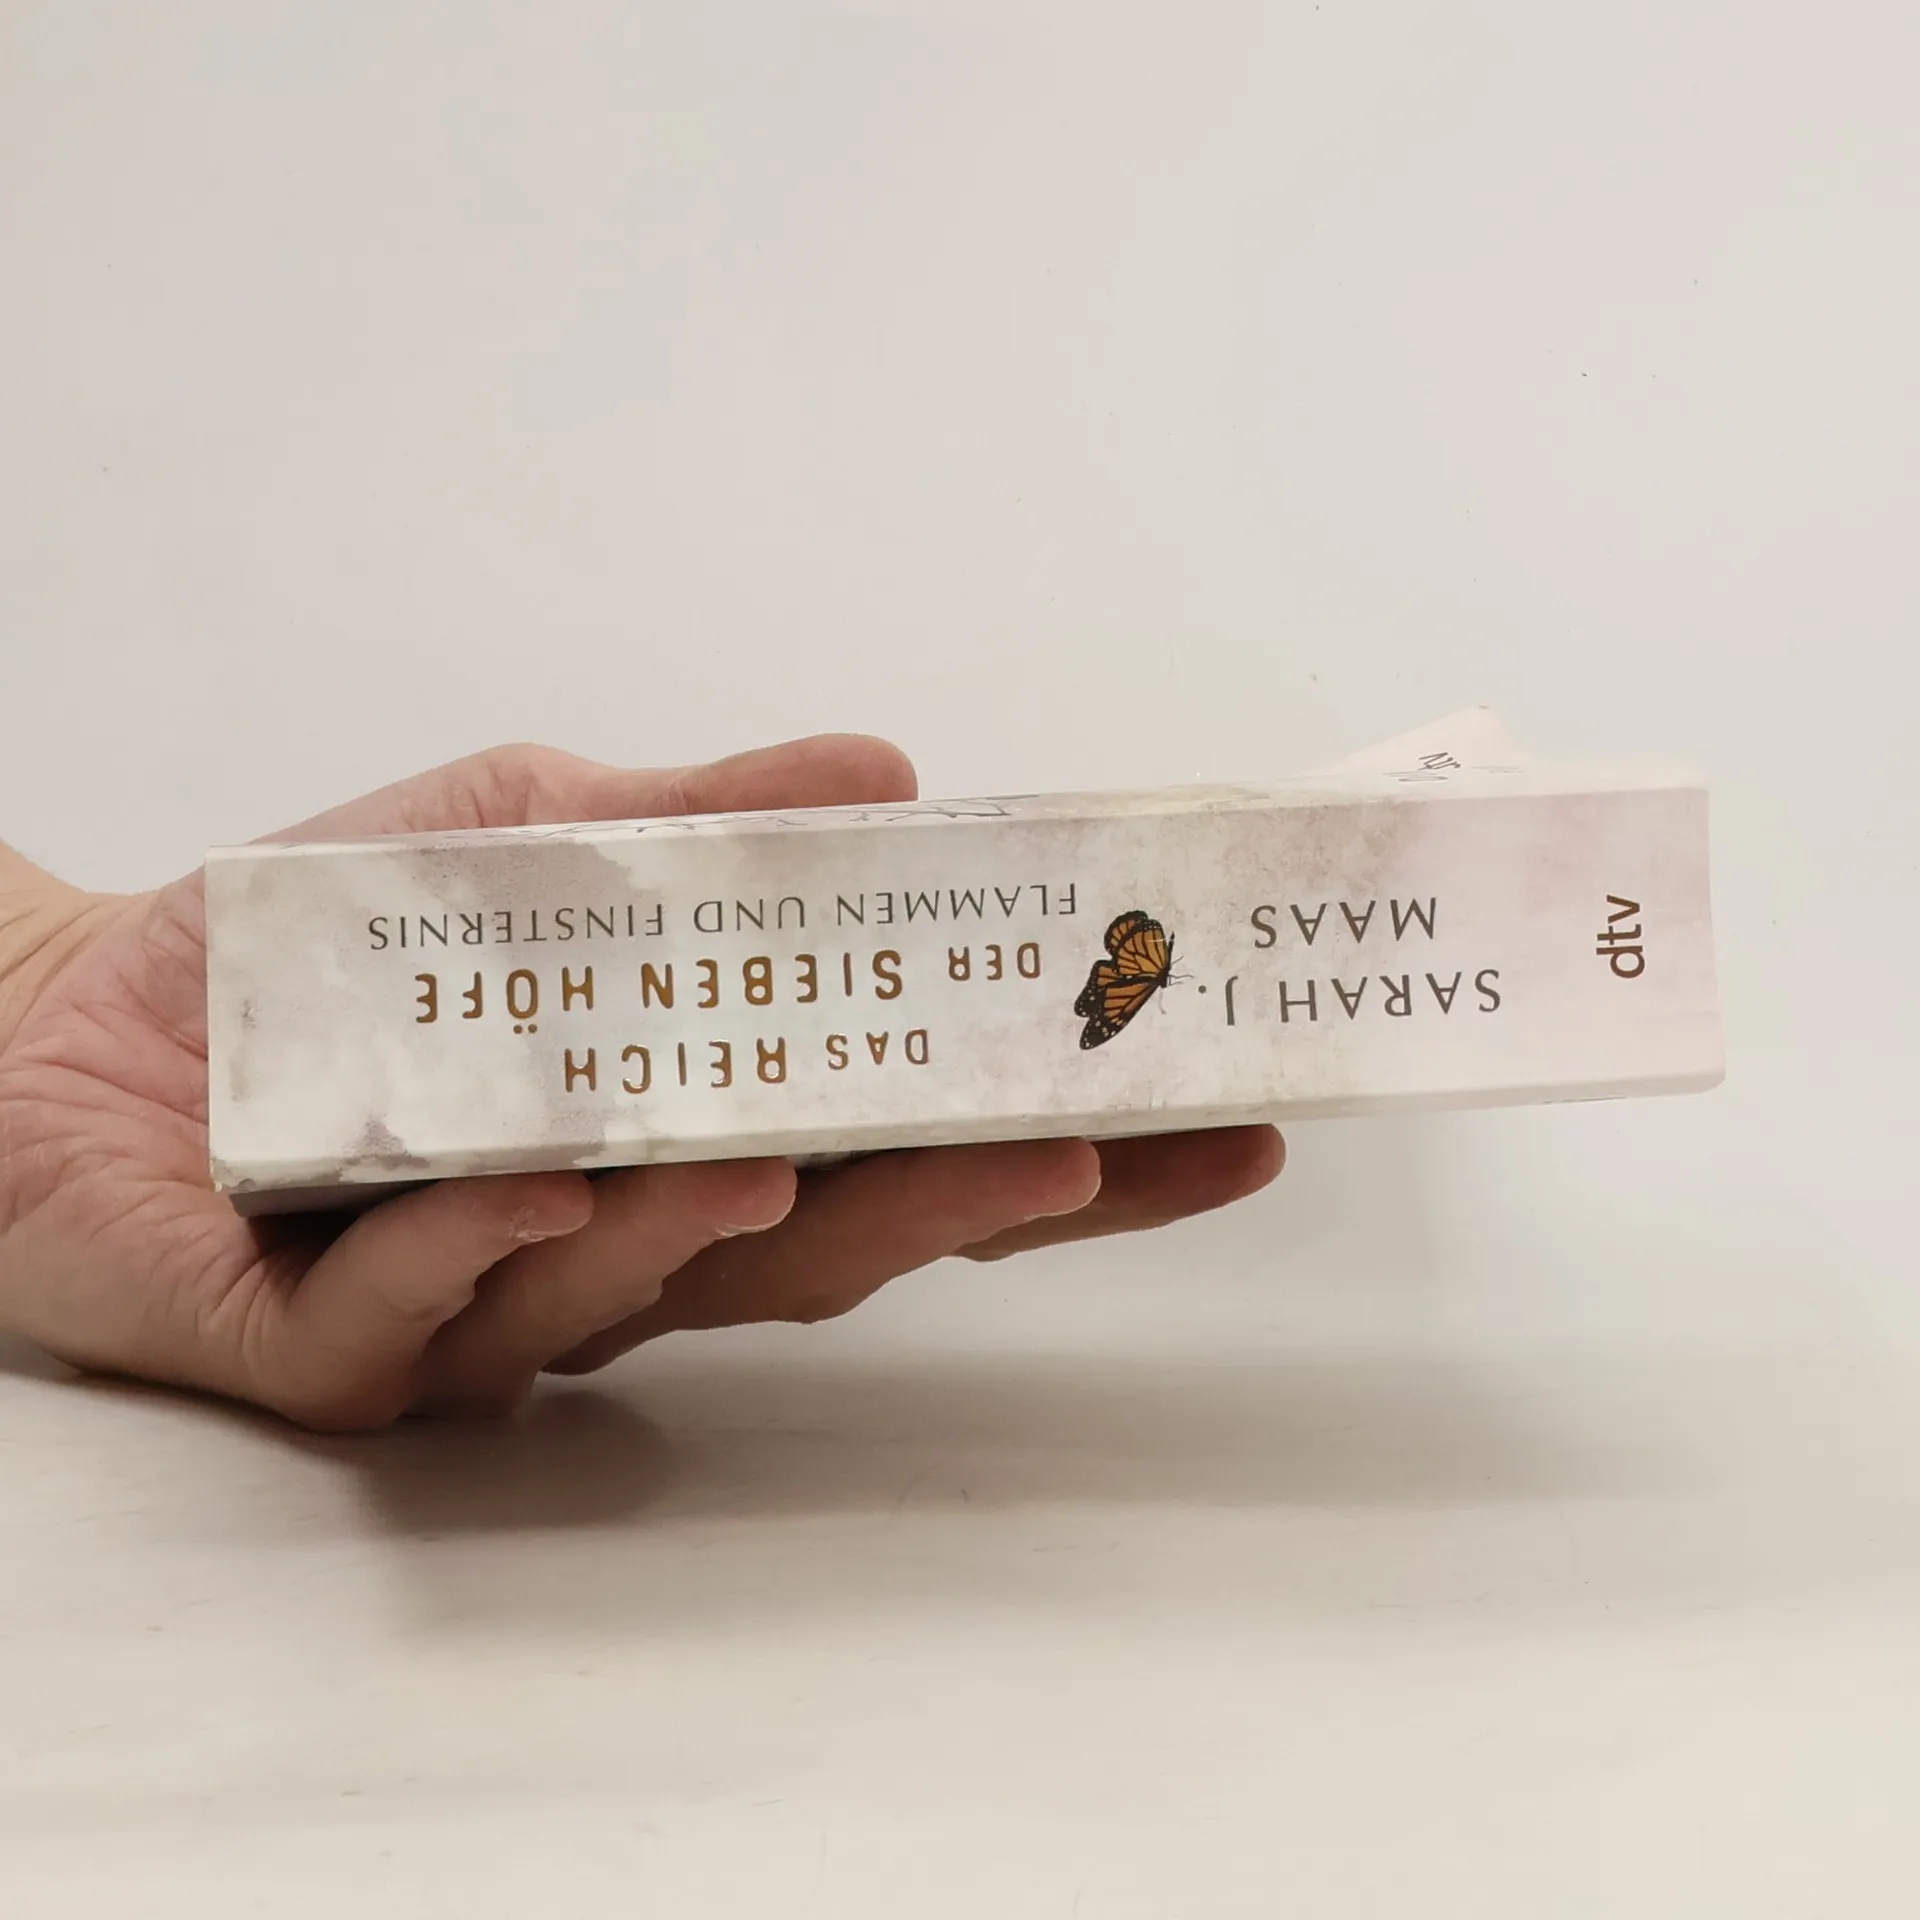 SARAH J.
MAAS
DAS REICH
DER SIEBEN HÖFE
FLAMMEN UND FINSTERNIS
dtv